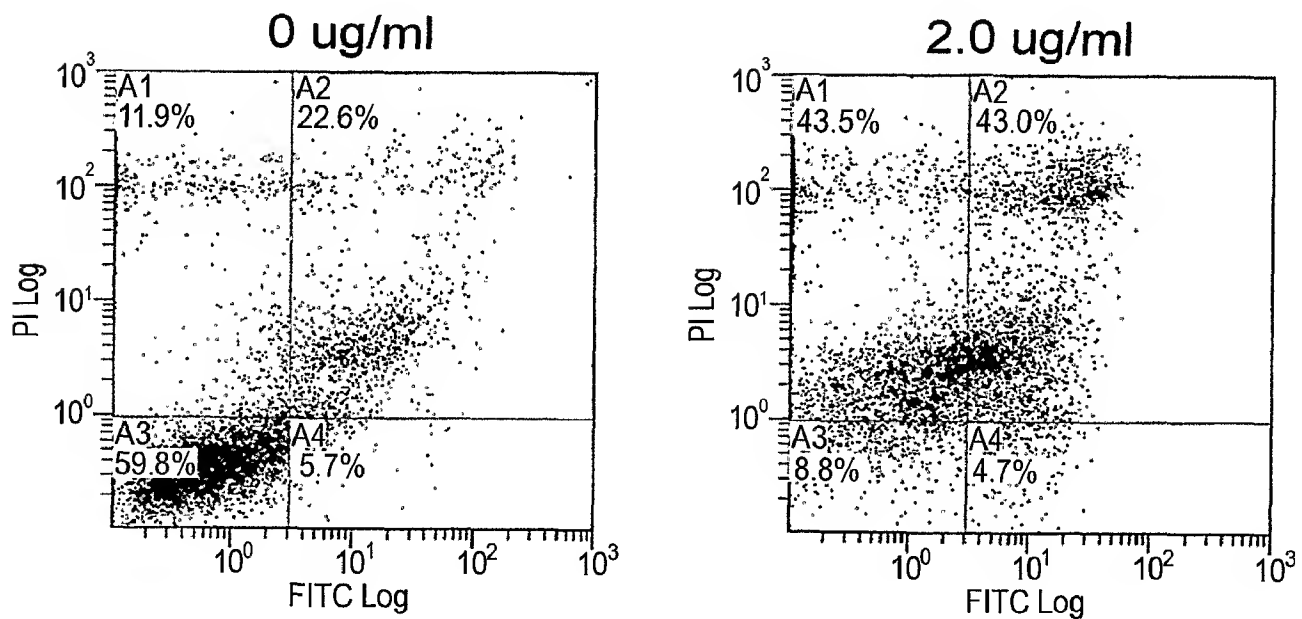 0 ug/ml
10³
A1
11.9%
A2
22.6%
10²
PI Log
10¹
10⁰
A3
59.8%
A4
5.7%
10⁰
10¹
10²
10³
FITC Log
2.0 ug/ml
10³
A1
43.5%
A2
43.0%
10²
PI Log
10¹
10⁰
A3
8.8%
A4
4.7%
10⁰
10¹
10²
10³
FITC Log